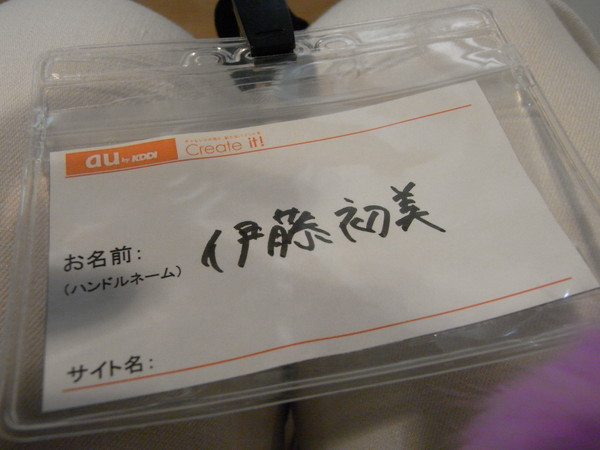 au by KDDI
Create it!
お名前: 伊藤初美
(ハンドルネーム)
サイト名: